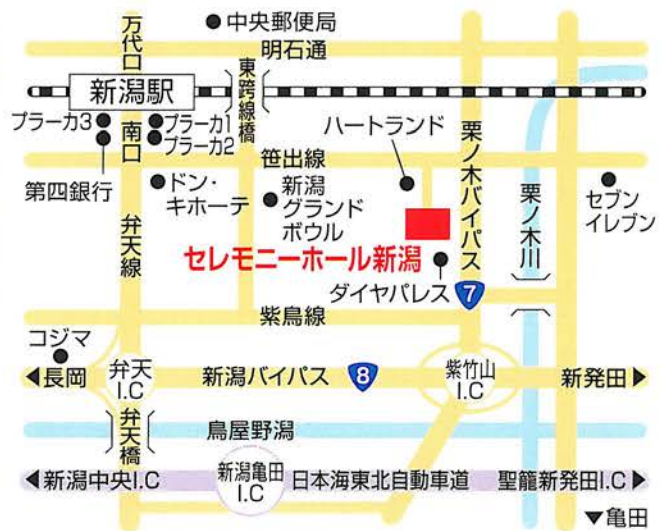 万代口
中央郵便局
明石通
東跨線橋
新潟駅
プラーカ3
南口
プラーカ1
プラーカ2
ハートランド
栗ノ木バイパス
笹出線
第四銀行
ドン・
キホーテ
新潟
グランド
ボウル
栗ノ木川
セブン
イレブン
弁天線
セレモニーホール新潟
ダイヤパレス
7
紫鳥線
コジマ
◀長岡
弁天
I.C
新潟バイパス
8
紫竹山
I.C
新発田▶
弁天橋
鳥屋野潟
◀新潟中央I.C
新潟亀田
I.C
日本海東北自動車道
聖籠新発田I.C▶
▼亀田